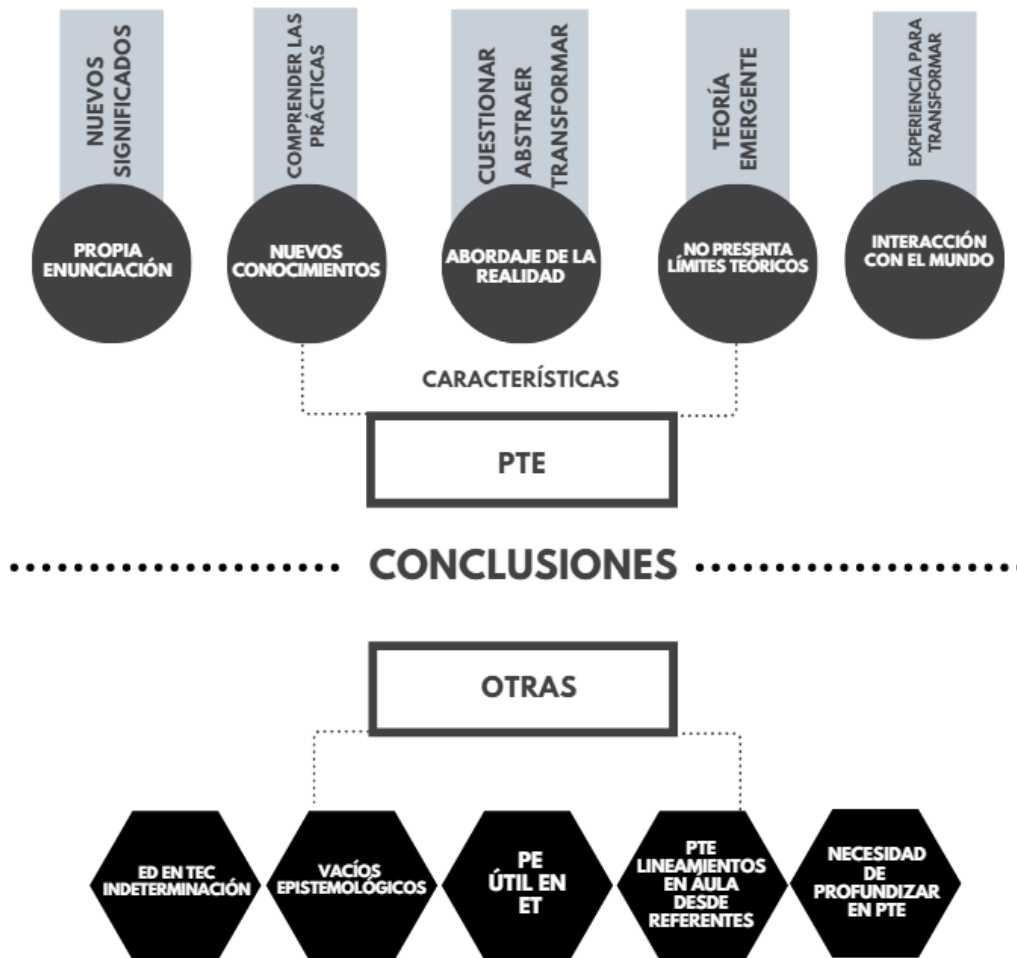 NUEVOS
SIGNIFICADOS
COMPRENDER LAS
PRÁCTICAS
CUESTIONAR
ABSTRAER
TRANSFORMAR
TEORÍA
EMERGENTE
EXPERIENCIA PARA
TRANSFORMAR
PROPIA
ENUNCIACIÓN
NUEVOS
CONOCIMIENTOS
ABORDAJE DE LA
REALIDAD
NO PRESENTA
LÍMITES TEÓRICOS
INTERACCIÓN
CON EL MUNDO
CARACTERÍSTICAS
PTE
CONCLUSIONES
OTRAS
ED EN TEC
INDETERMINACIÓN
VACÍOS
EPISTEMOLÓGICOS
PE
ÚTIL EN
ET
PTE
LINEAMIENTOS
EN AULA
DESDE
REFERENTES
NECESIDAD
DE
PROFUNDIZAR
EN PTE